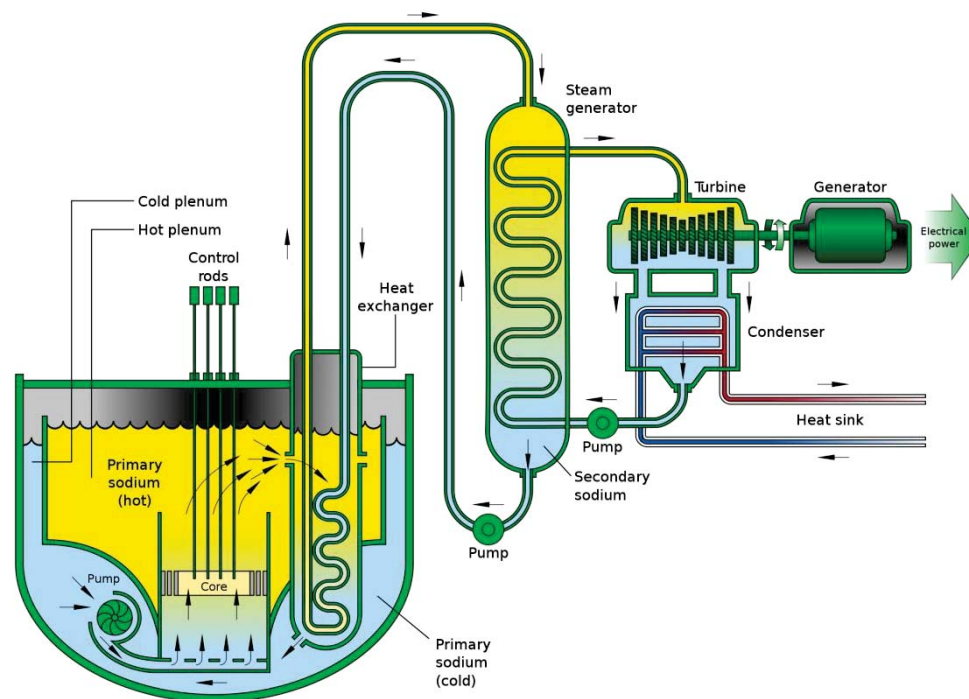 Steam
generator
Cold plenum
Hot plenum
Control
rods
Heat
exchanger
Turbine
Generator
Electrical
power
Condenser
Heat sink
Pump
Secondary
sodium
Pump
Primary
sodium
(hot)
Pump
Core
Primary
sodium
(cold)